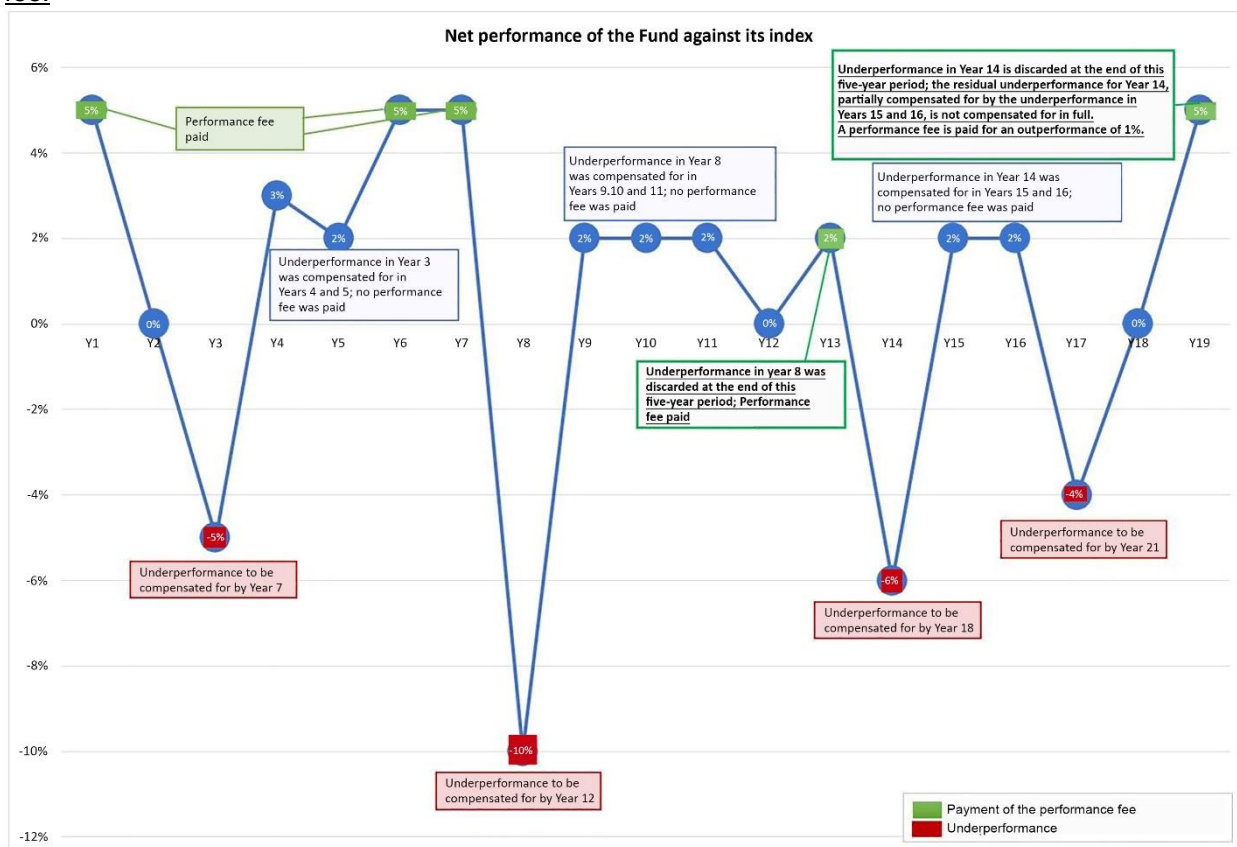 fee.
Net performance of the Fund against its index
6%
4%
2%
0%
-2%
-4%
-6%
-8%
-10%
-12%
Y1
Y2
Y3
Y4
Y5
Y6
Y7
Y8
Y9
Y10
Y11
Y12
Y13
Y14
Y15
Y16
Y17
Y18
Y19
5%
0%
-5%
3%
2%
5%
5%
-10%
2%
2%
2%
0%
2%
-6%
2%
2%
-4%
0%
5%
Performance fee
paid
Underperformance in Year 3
was compensated for in
Years 4 and 5; no performance
fee was paid
Underperformance to be
compensated for by Year 7
Underperformance in Year 8
was compensated for in
Years 9.10 and 11; no performance
fee was paid
Underperformance to be
compensated for by Year 12
Underperformance in year 8 was
discarded at the end of this
five-year period; Performance
fee paid
Underperformance in Year 14 is discarded at the end of this
five-year period; the residual underperformance for Year 14,
partially compensated for by the underperformance in
Years 15 and 16, is not compensated for in full.
A performance fee is paid for an outperformance of 1%.
Underperformance in Year 14 was
compensated for in Years 15 and 16;
no performance fee was paid
Underperformance to be
compensated for by Year 18
Underperformance to be
compensated for by Year 21
Payment of the performance fee
Underperformance